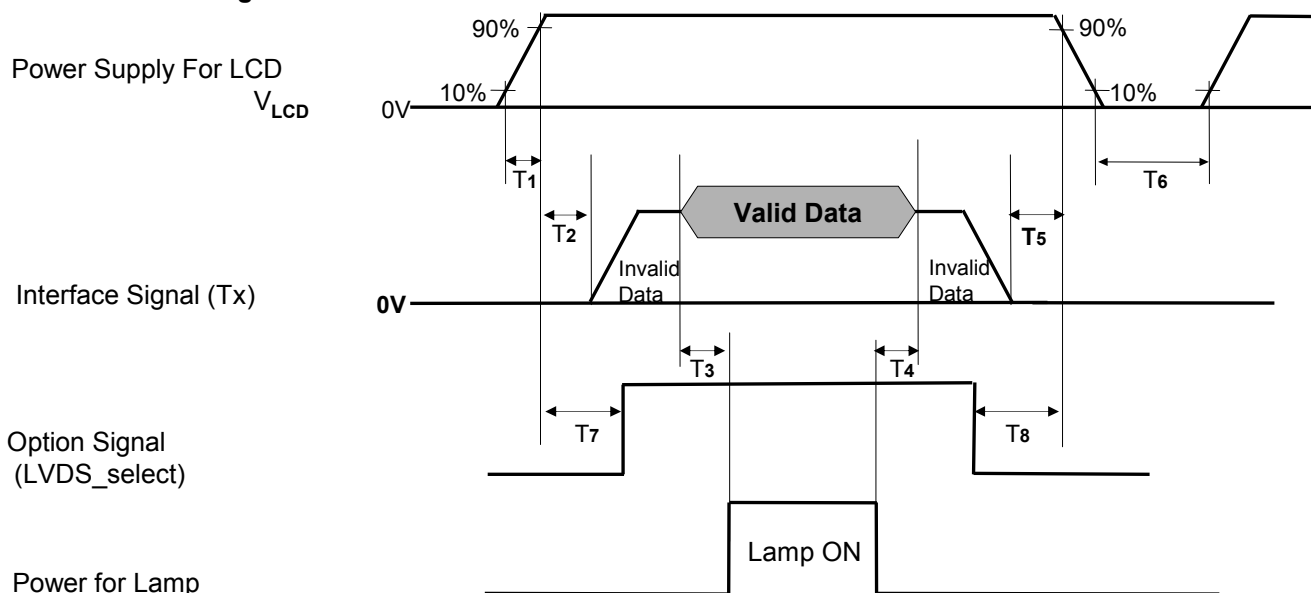 90%
90%
Power Supply For LCD
VLCD
10%
0V
10%
T1
T6
T2
Valid Data
T5
Invalid
Data
Invalid
Data
Interface Signal (Tx)
0V
T3
T4
T7
T8
Option Signal
(LVDS_select)
Lamp ON
Power for Lamp